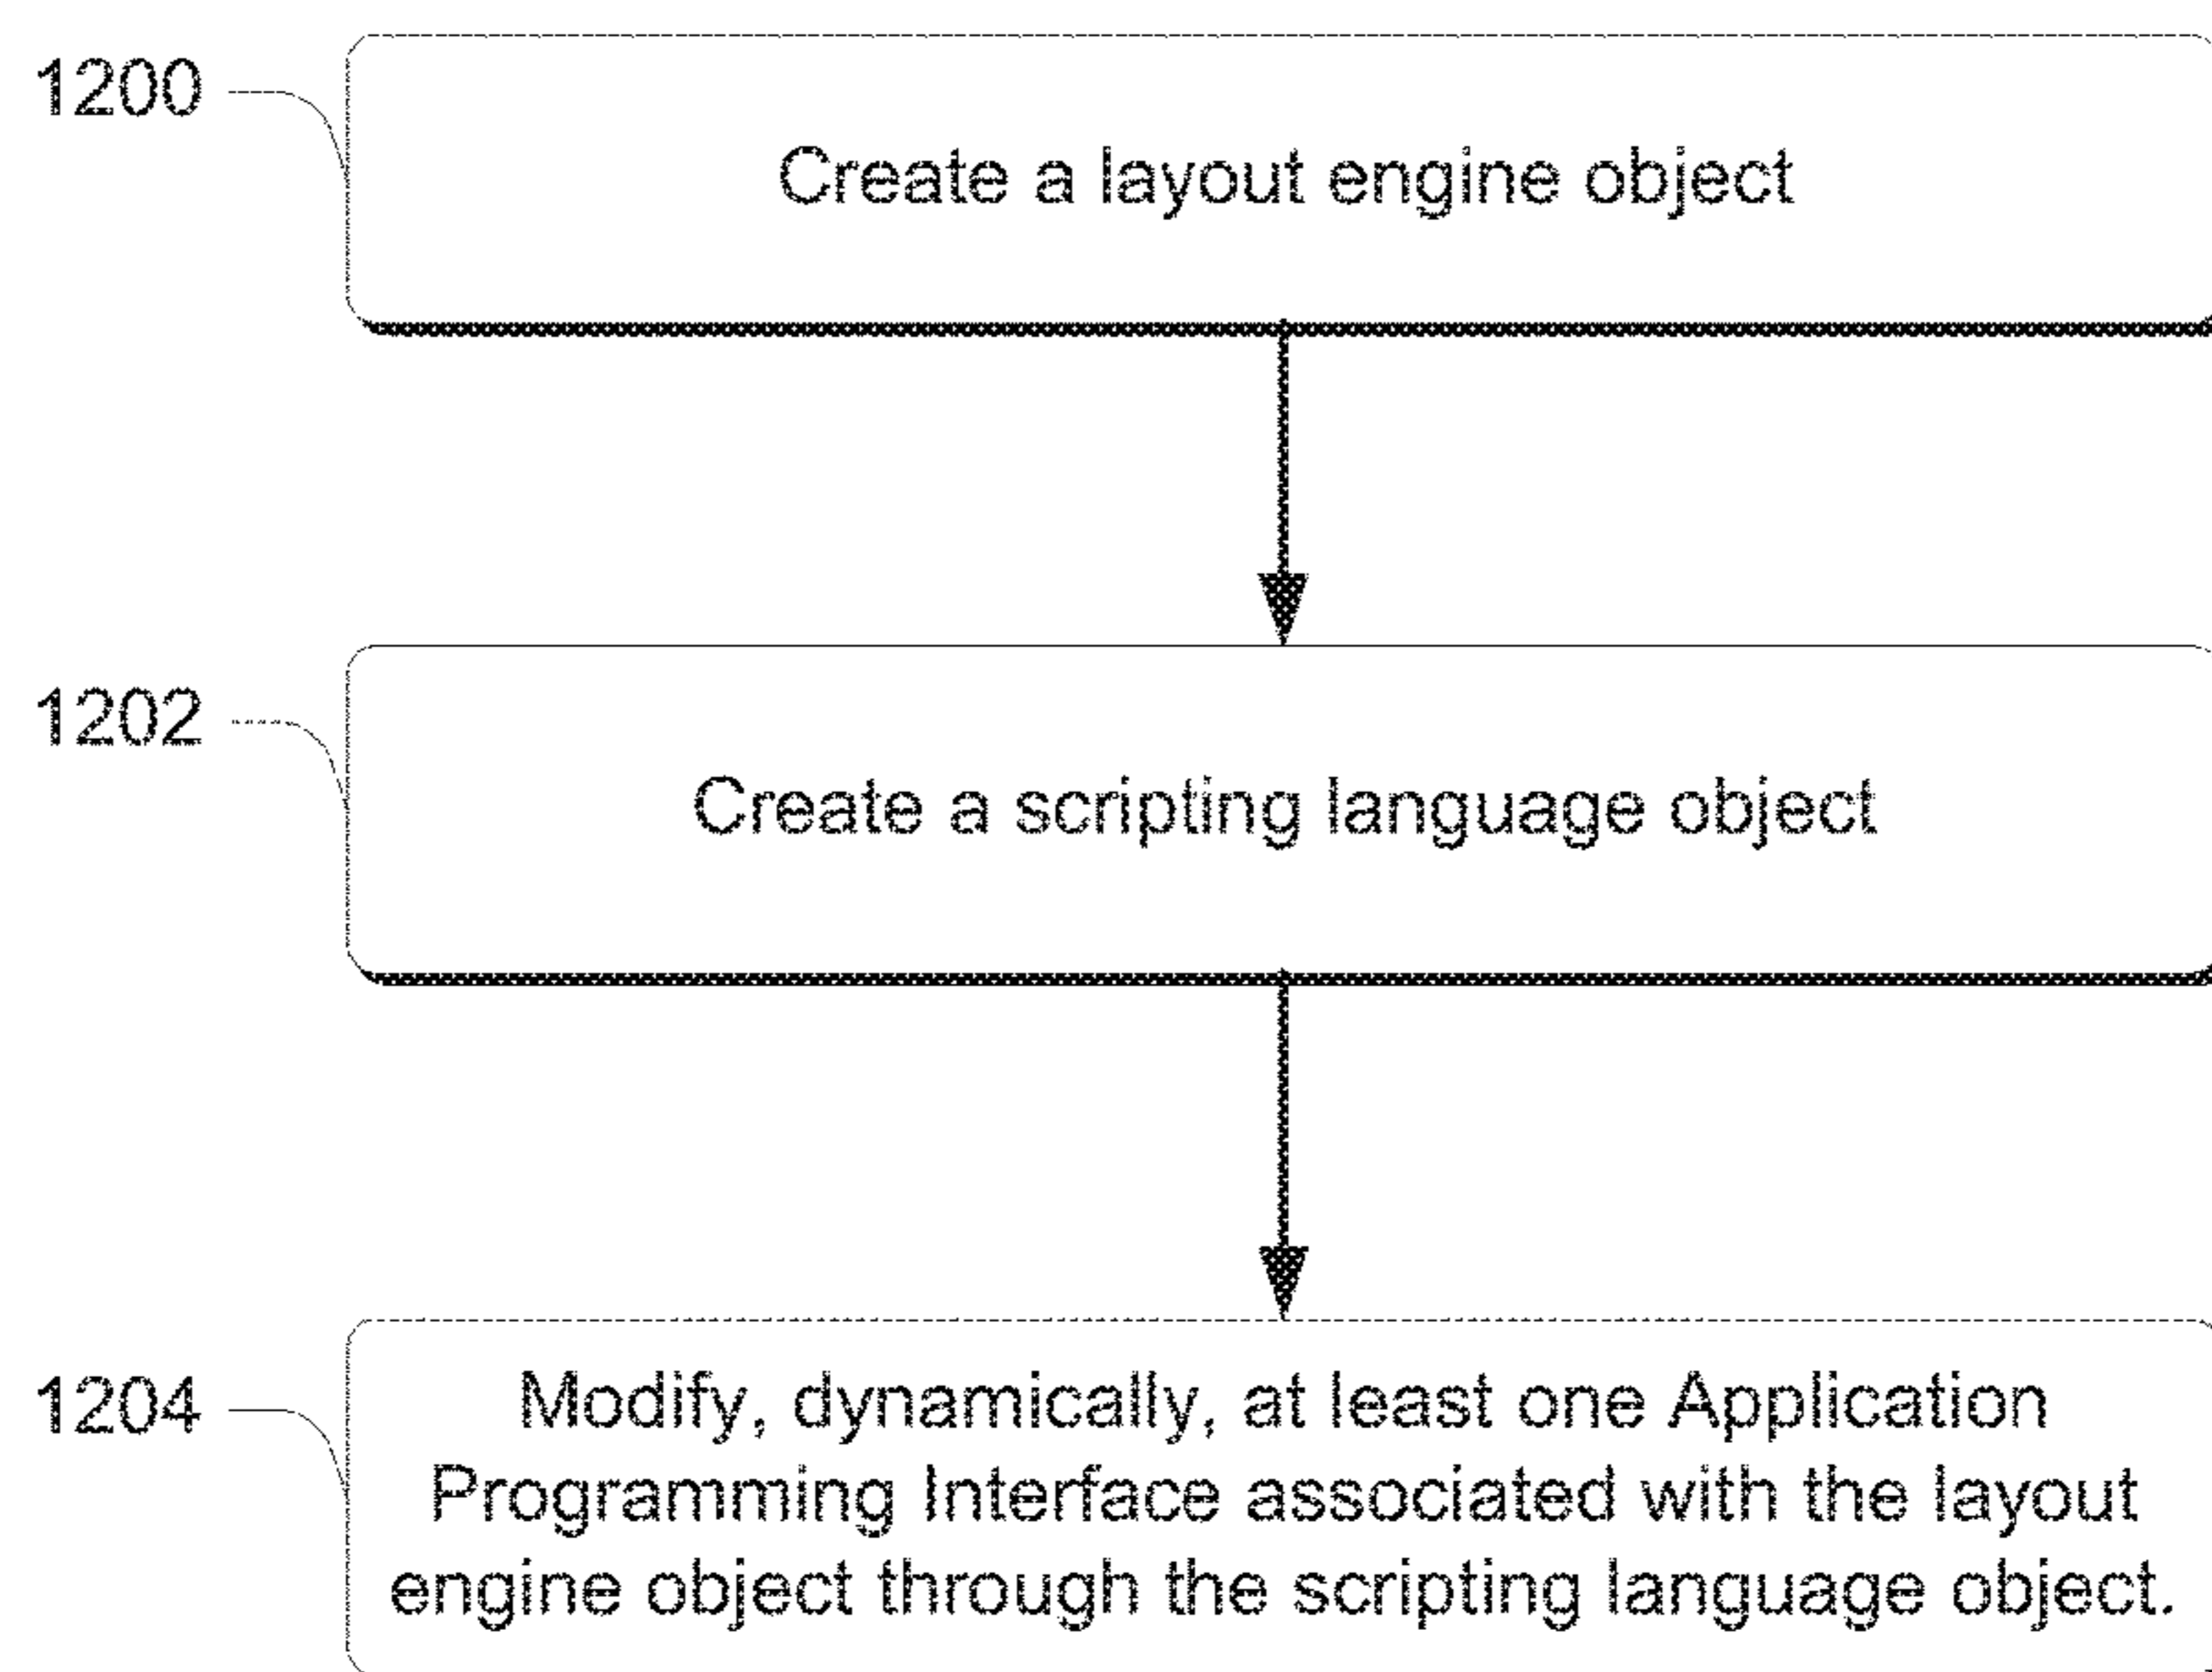 1200
Create a layout engine object
1202
Create a scripting language object
1204
Modify, dynamically, at least one Application
Programming Interface associated with the layout
engine object through the scripting language object.